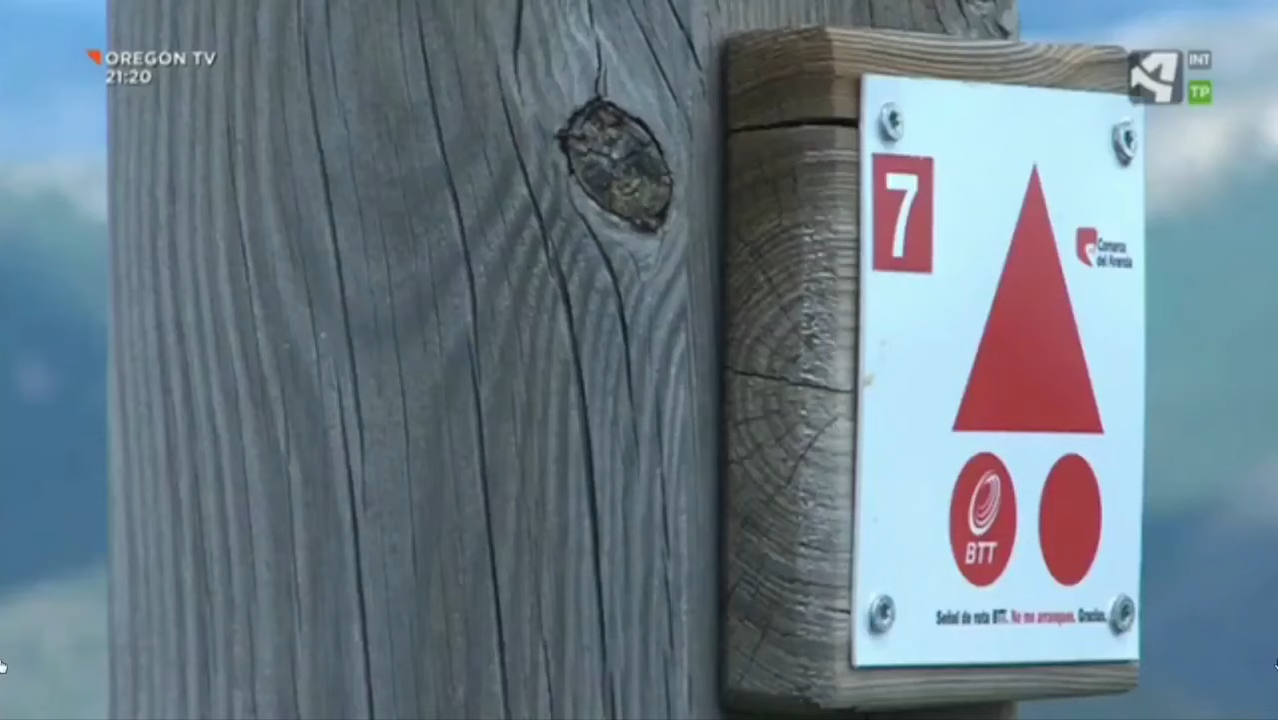 OREGON TV
21:20
INT
TP
7
Comarca
del Aranda
BTT
Señal de ruta BTT. No me arranques. Gracias.